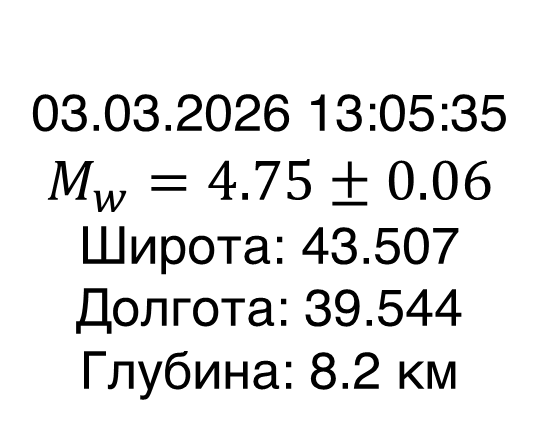 03.03.2026 13:05:35
M_w = 4.75 ± 0.06
Широта: 43.507
Долгота: 39.544
Глубина: 8.2 км